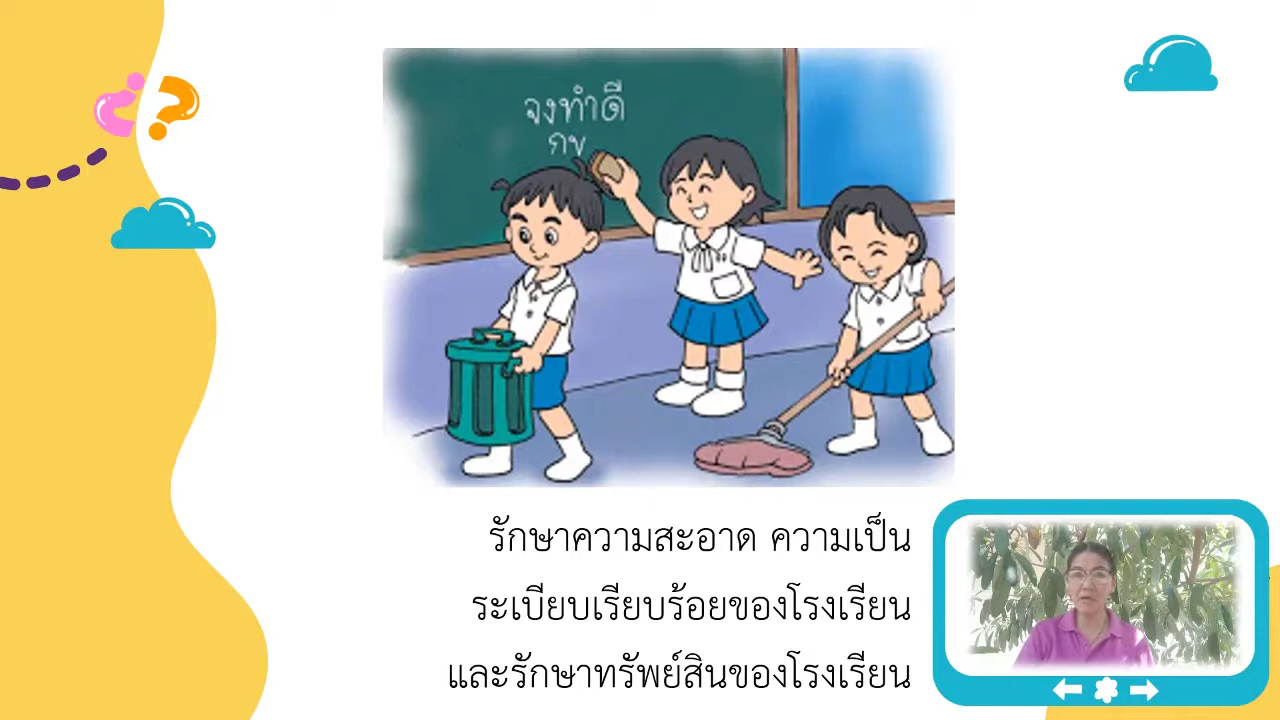 จงทำดี
กข
รักษาความสะอาด ความเป็น
ระเบียบเรียบร้อยของโรงเรียน
และรักษาทรัพย์สินของโรงเรียน